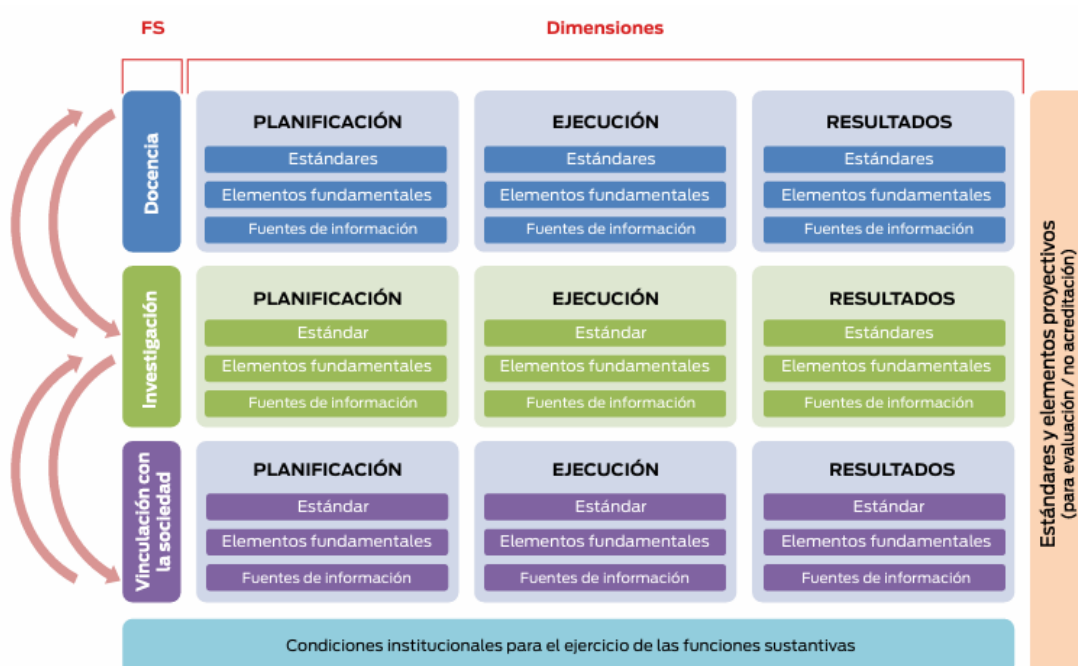 FS
Dimensiones
Docencia
PLANIFICACIÓN
Estándares
Elementos fundamentales
Fuentes de información
EJECUCIÓN
Estándares
Elementos fundamentales
Fuentes de información
RESULTADOS
Estándares
Elementos fundamentales
Fuentes de información
Investigación
PLANIFICACIÓN
Estándar
Elementos fundamentales
Fuentes de información
EJECUCIÓN
Estándar
Elementos fundamentales
Fuentes de información
RESULTADOS
Estándares
Elementos fundamentales
Fuentes de información
Vinculación con
la sociedad
PLANIFICACIÓN
Estándar
Elementos fundamentales
Fuentes de información
EJECUCIÓN
Estándar
Elementos fundamentales
Fuentes de información
RESULTADOS
Estándar
Elementos fundamentales
Fuentes de información
Estándares y elementos proyectivos
(para evaluación / no acreditación)
Condiciones institucionales para el ejercicio de las funciones sustantivas